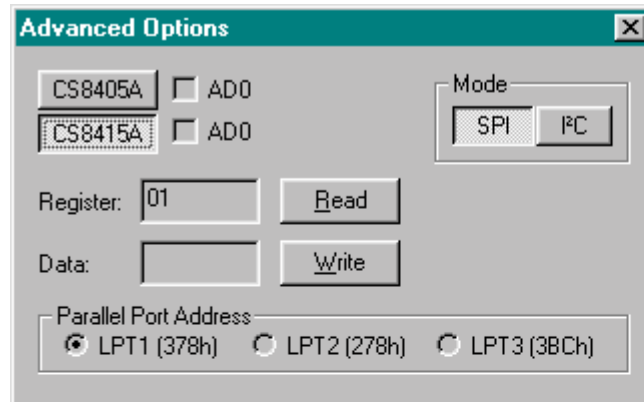 Advanced Options
CS8405A AD0
CS8415A AD0
Mode
SPI I²C
Register: 01 Read
Data: Write
Parallel Port Address
LPT1 (378h) LPT2 (278h) LPT3 (3BCh)